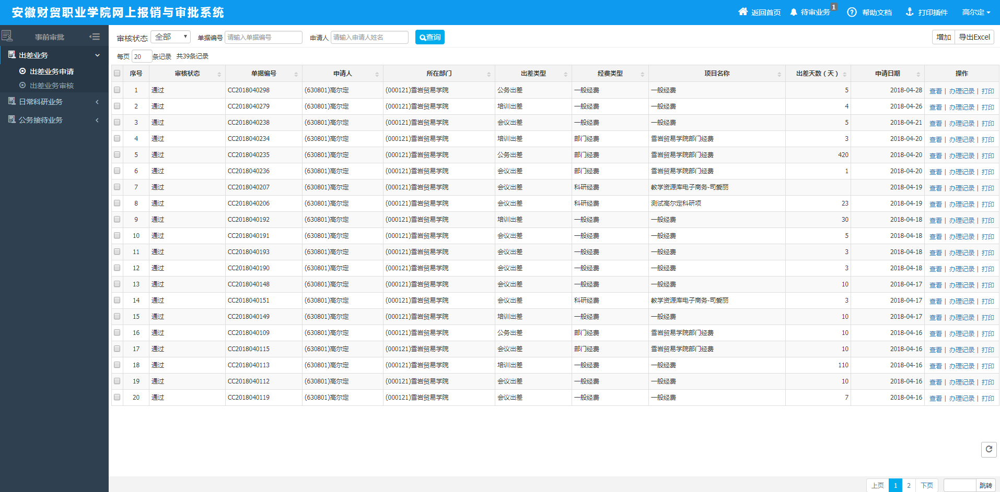 安徽财贸职业学院网上报销与审批系统 返回首页 待审业务 1 帮助文档 打印插件 高尔定
事前审批
出差业务
出差业务申请
出差业务审核
日常科研业务
公务接待业务
审核状态 全部 单据编号 请输入单据编号 申请人 请输入申请人姓名 查询 增加 导出Excel
每页 20 条记录 共39条记录
序号 审核状态 单据编号 申请人 所在部门 出差类型 经费类型 项目名称 出差天数（天） 申请日期 操作
1 通过 CC2018040298 (630801)高尔定 (000121)雪岩贸易学院 公务出差 一般经费 一般经费 5 2018-04-28 查看 | 办理记录 | 打印
2 通过 CC2018040279 (630801)高尔定 (000121)雪岩贸易学院 培训出差 一般经费 一般经费 4 2018-04-26 查看 | 办理记录 | 打印
3 通过 CC2018040238 (630801)高尔定 (000121)雪岩贸易学院 会议出差 一般经费 一般经费 5 2018-04-21 查看 | 办理记录 | 打印
4 通过 CC2018040234 (630801)高尔定 (000121)雪岩贸易学院 培训出差 部门经费 雪岩贸易学院部门经费 3 2018-04-20 查看 | 办理记录 | 打印
5 通过 CC2018040235 (630801)高尔定 (000121)雪岩贸易学院 公务出差 部门经费 雪岩贸易学院部门经费 420 2018-04-20 查看 | 办理记录 | 打印
6 通过 CC2018040236 (630801)高尔定 (000121)雪岩贸易学院 会议出差 部门经费 雪岩贸易学院部门经费 1 2018-04-20 查看 | 办理记录 | 打印
7 通过 CC2018040207 (630801)高尔定 (000121)雪岩贸易学院 会议出差 科研经费 教学资源库电子商务-司爱丽 2018-04-19 查看 | 办理记录 | 打印
8 通过 CC2018040206 (630801)高尔定 (000121)雪岩贸易学院 会议出差 科研经费 测试高尔定科研项 23 2018-04-19 查看 | 办理记录 | 打印
9 通过 CC2018040192 (630801)高尔定 (000121)雪岩贸易学院 培训出差 一般经费 一般经费 30 2018-04-18 查看 | 办理记录 | 打印
10 通过 CC2018040191 (630801)高尔定 (000121)雪岩贸易学院 会议出差 一般经费 一般经费 5 2018-04-18 查看 | 办理记录 | 打印
11 通过 CC2018040193 (630801)高尔定 (000121)雪岩贸易学院 会议出差 一般经费 一般经费 3 2018-04-18 查看 | 办理记录 | 打印
12 通过 CC2018040190 (630801)高尔定 (000121)雪岩贸易学院 会议出差 一般经费 一般经费 3 2018-04-18 查看 | 办理记录 | 打印
13 通过 CC2018040148 (630801)高尔定 (000121)雪岩贸易学院 会议出差 一般经费 一般经费 10 2018-04-17 查看 | 办理记录 | 打印
14 通过 CC2018040151 (630801)高尔定 (000121)雪岩贸易学院 会议出差 科研经费 教学资源库电子商务-司爱丽 3 2018-04-17 查看 | 办理记录 | 打印
15 通过 CC2018040149 (630801)高尔定 (000121)雪岩贸易学院 培训出差 一般经费 一般经费 10 2018-04-17 查看 | 办理记录 | 打印
16 通过 CC2018040109 (630801)高尔定 (000121)雪岩贸易学院 公务出差 部门经费 雪岩贸易学院部门经费 10 2018-04-16 查看 | 办理记录 | 打印
17 通过 CC2018040115 (630801)高尔定 (000121)雪岩贸易学院 会议出差 部门经费 雪岩贸易学院部门经费 10 2018-04-16 查看 | 办理记录 | 打印
18 通过 CC2018040113 (630801)高尔定 (000121)雪岩贸易学院 培训出差 一般经费 一般经费 110 2018-04-16 查看 | 办理记录 | 打印
19 通过 CC2018040112 (630801)高尔定 (000121)雪岩贸易学院 会议出差 一般经费 一般经费 10 2018-04-16 查看 | 办理记录 | 打印
20 通过 CC2018040119 (630801)高尔定 (000121)雪岩贸易学院 会议出差 一般经费 一般经费 7 2018-04-16 查看 | 办理记录 | 打印
上页 1 2 下页 跳转